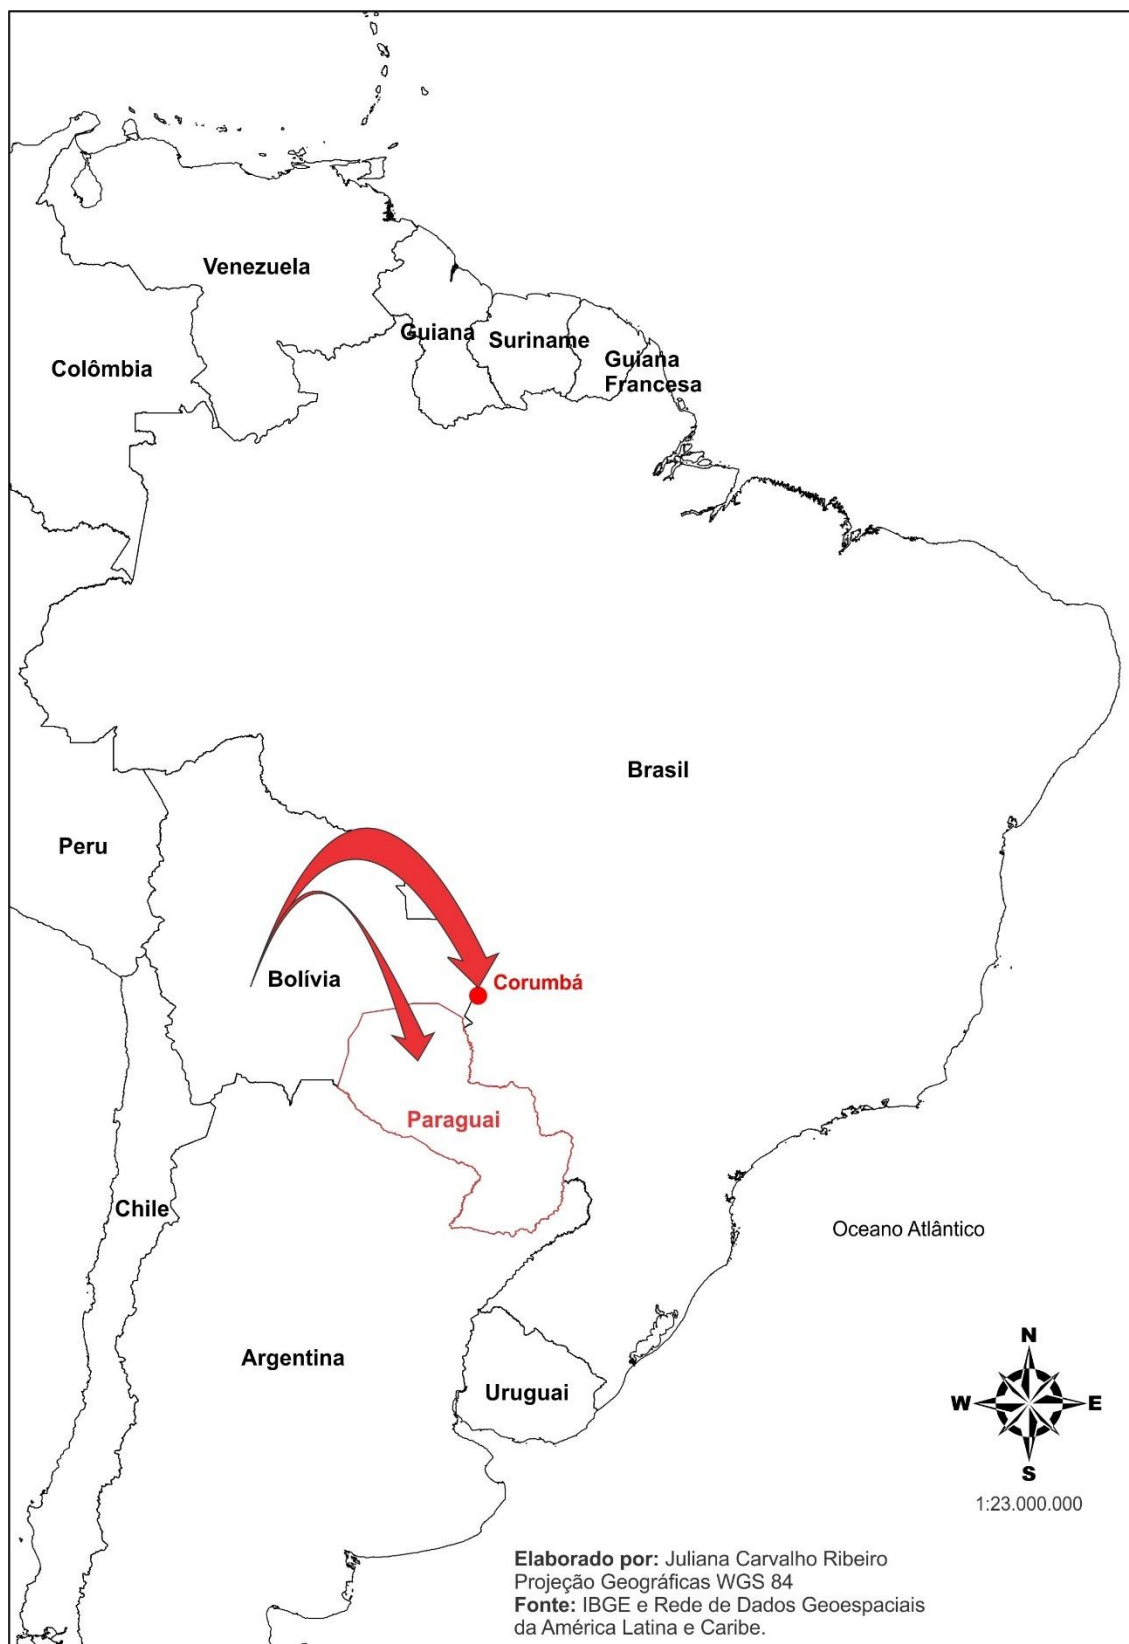 Venezuela
Guiana
Suriname
Guiana
Francesa
Colômbia
Brasil
Peru
Bolívia
Corumbá
Paraguai
Chile
Oceano Atlântico
Argentina
Uruguai
N
W
E
S
1:23.000.000
Elaborado por: Juliana Carvalho Ribeiro
Projeção Geográficas WGS 84
Fonte: IBGE e Rede de Dados Geoespaciais
da América Latina e Caribe.